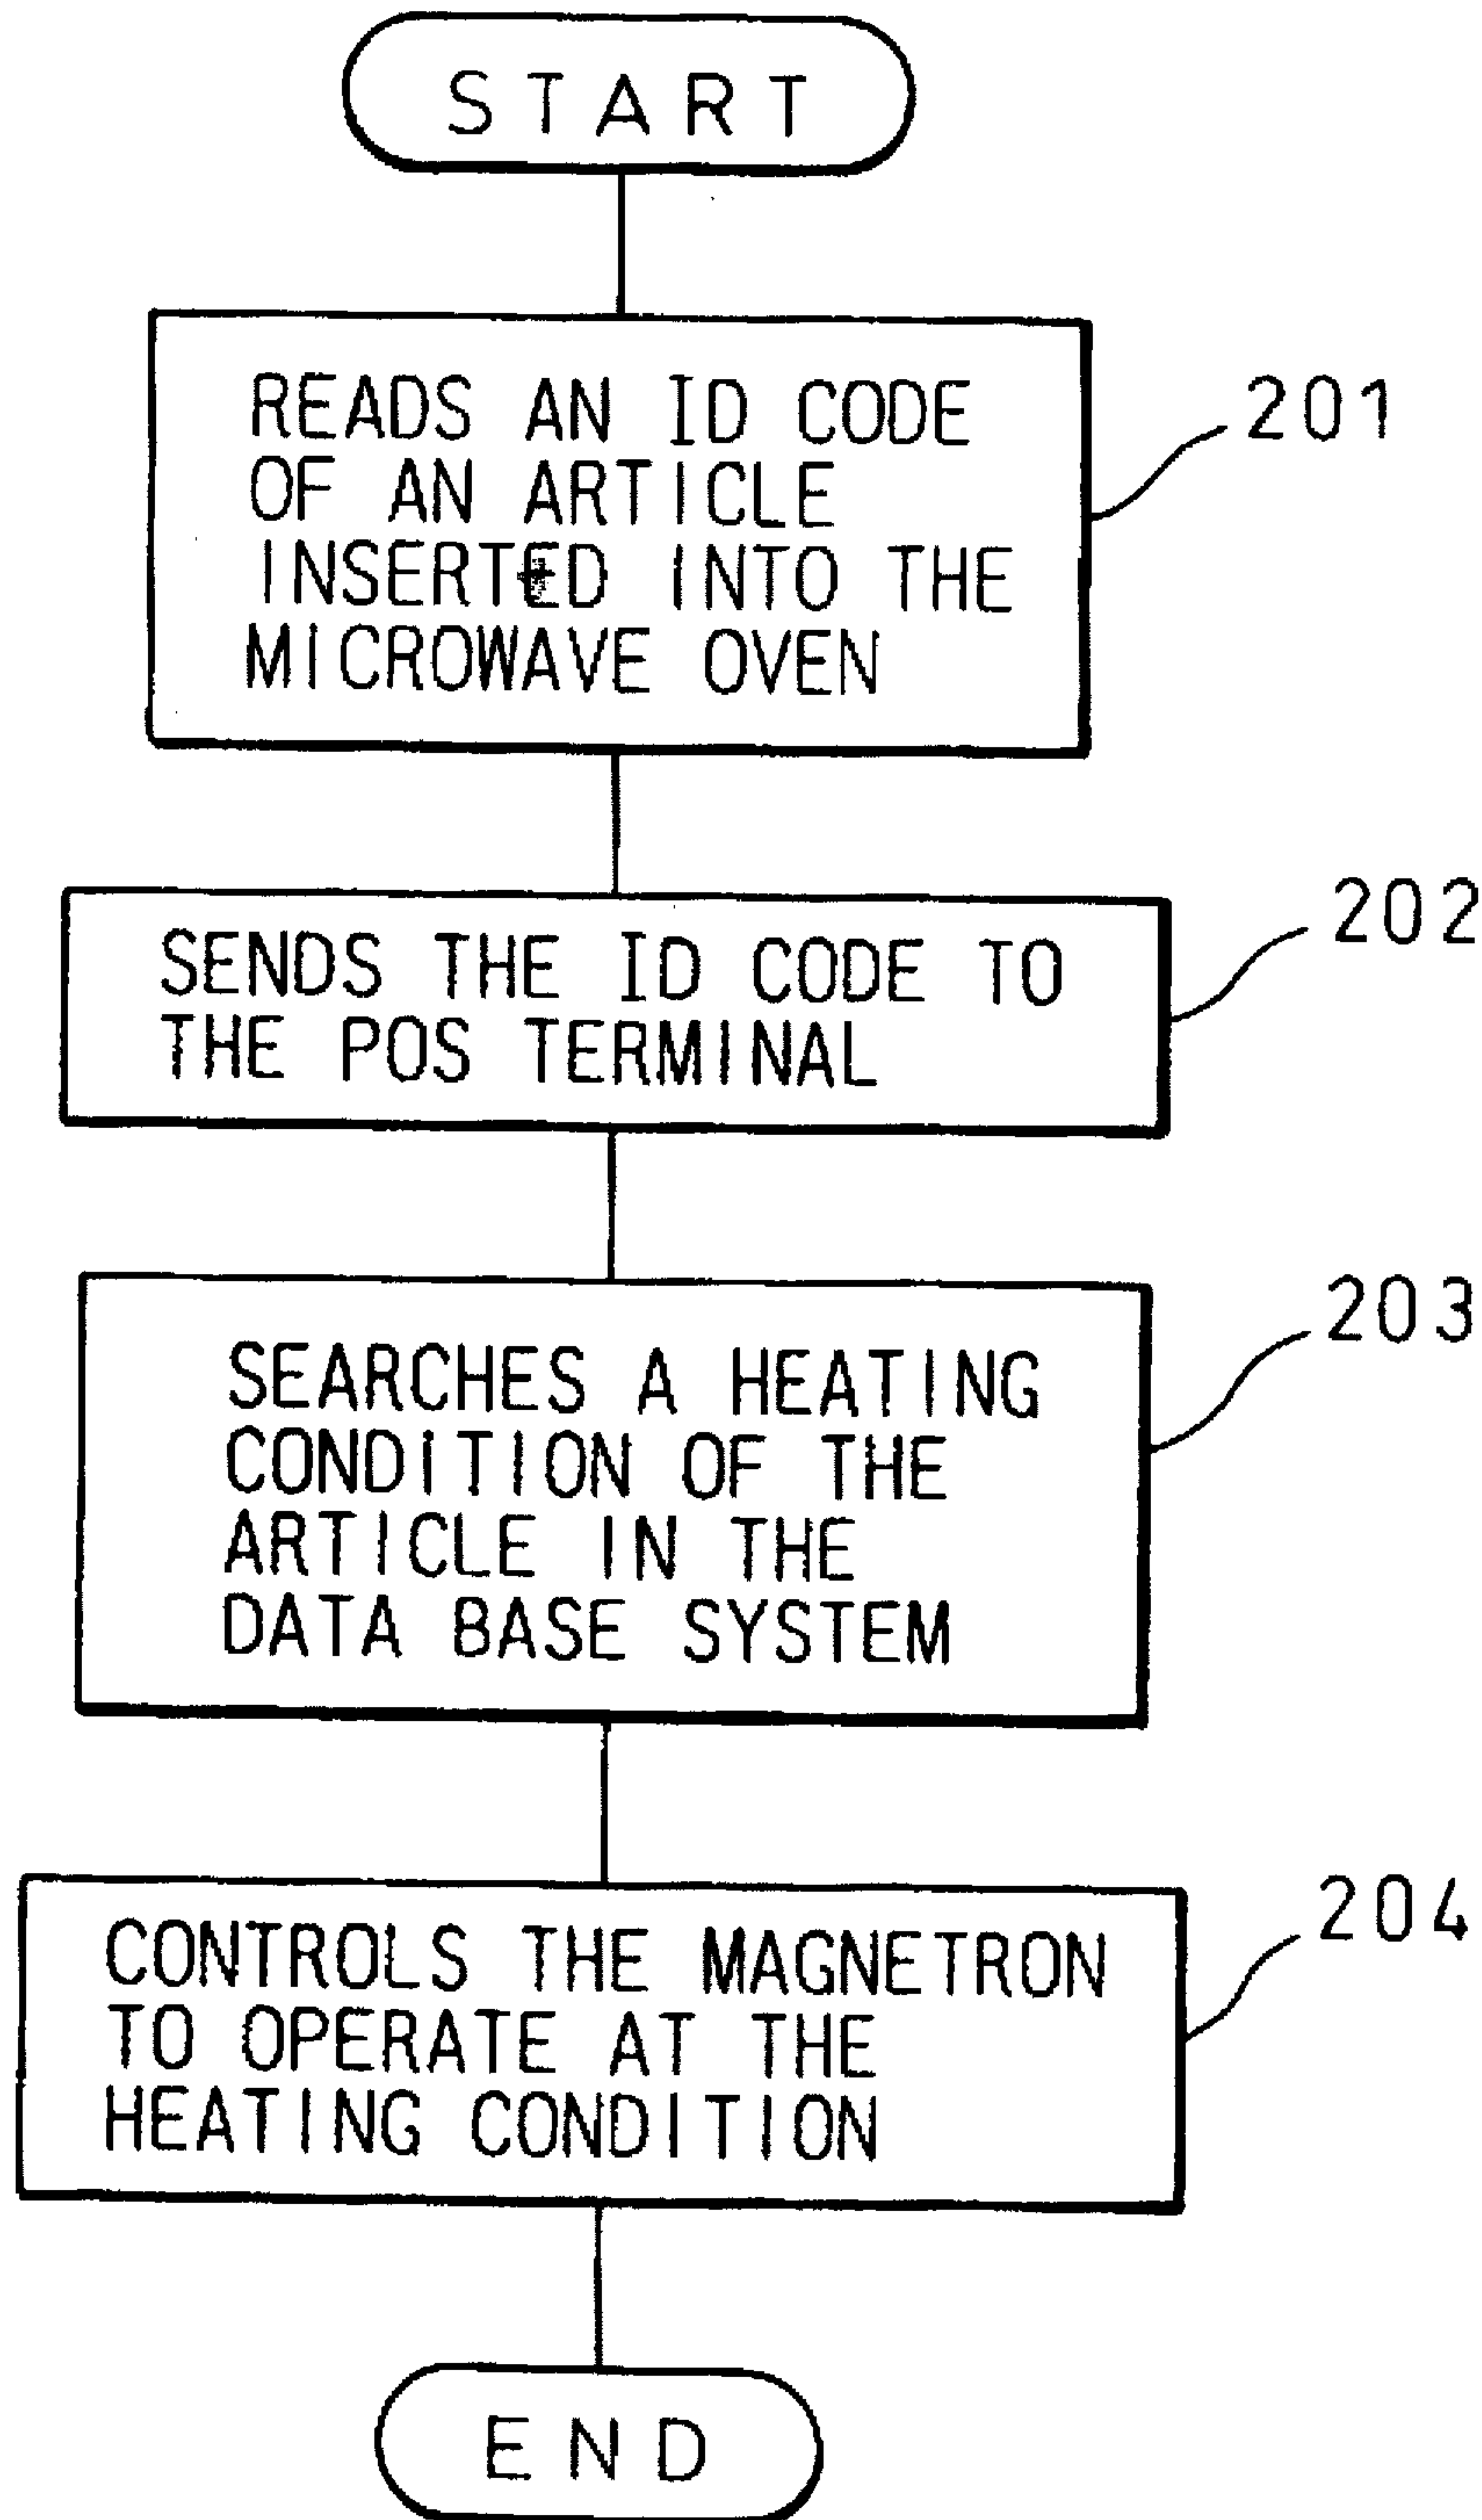 START
READS AN ID CODE
OF AN ARTICLE
INSERTED INTO THE
MICROWAVE OVEN
201
SENDS THE ID CODE TO
THE POS TERMINAL
202
SEARCHES A HEATING
CONDITION OF THE
ARTICLE IN THE
DATA BASE SYSTEM
203
CONTROLS THE MAGNETRON
TO OPERATE AT THE
HEATING CONDITION
204
END